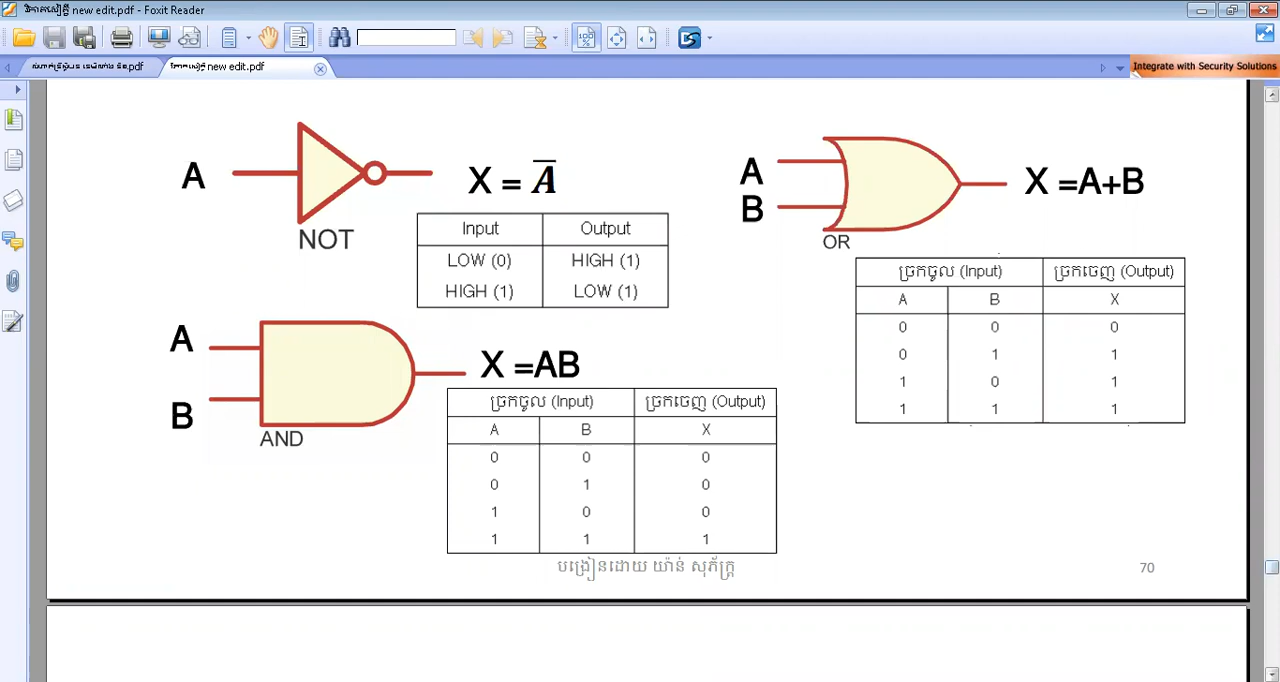 new edit.pdf - Foxit Reader
new edit.pdf
Integrate with Security Solutions
A
X = A̅
NOT
Input Output
LOW (0) HIGH (1)
HIGH (1) LOW (1)
A
B
X =A+B
OR
ច្រកចូល (Input) ច្រកចេញ (Output)
A B X
0 0 0
0 1 1
1 0 1
1 1 1
A
B
X =AB
AND
ច្រកចូល (Input) ច្រកចេញ (Output)
A B X
0 0 0
0 1 0
1 0 0
1 1 1
បង្រៀនដោយ យ៉ាន់ សុភ័ក្ត្រ
70